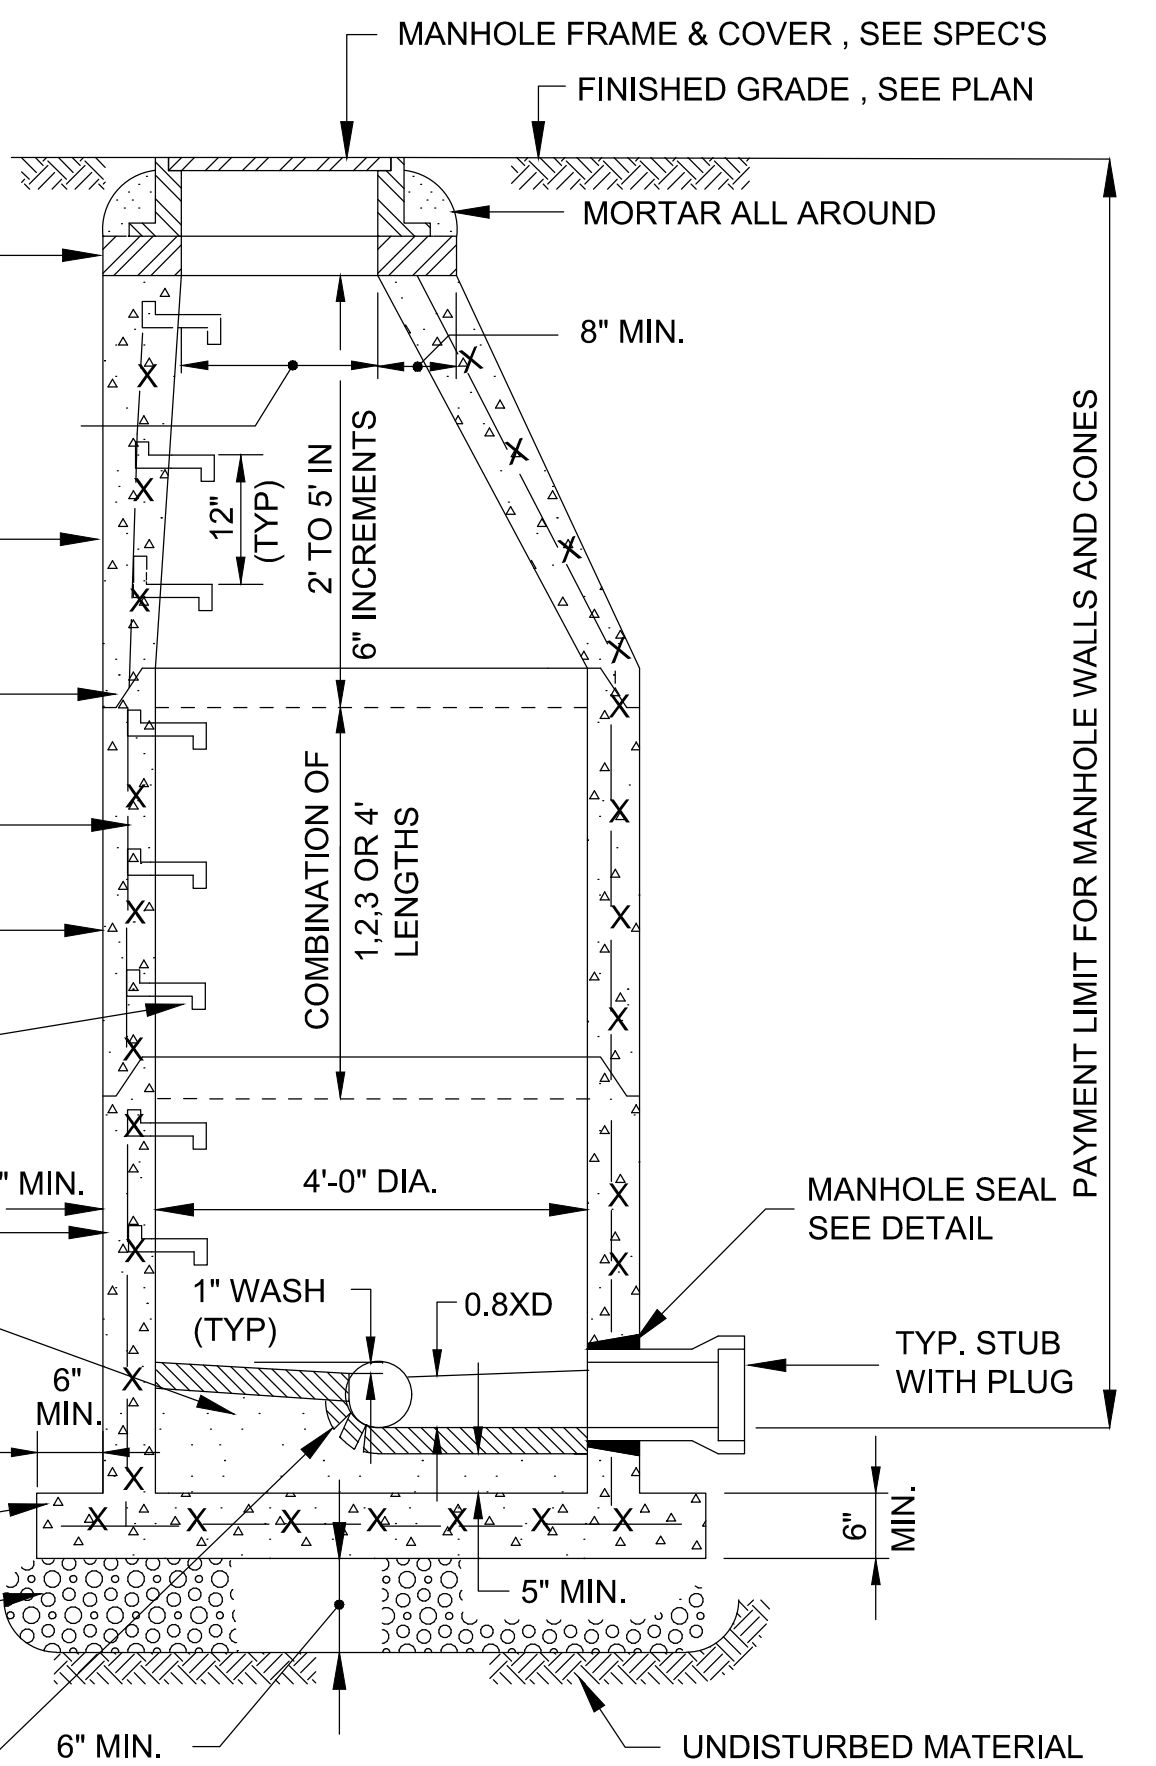 MANHOLE FRAME & COVER , SEE SPEC'S
FINISHED GRADE , SEE PLAN
MORTAR ALL AROUND
8" MIN.
12"
(TYP)
2' TO 5' IN
6" INCREMENTS
COMBINATION OF
1,2,3 OR 4'
LENGTHS
PAYMENT LIMIT FOR MANHOLE WALLS AND CONES
" MIN.
4'-0" DIA.
MANHOLE SEAL
SEE DETAIL
1" WASH
(TYP)
0.8XD
TYP. STUB
WITH PLUG
6"
MIN.
6"
MIN.
5" MIN.
6" MIN.
UNDISTURBED MATERIAL